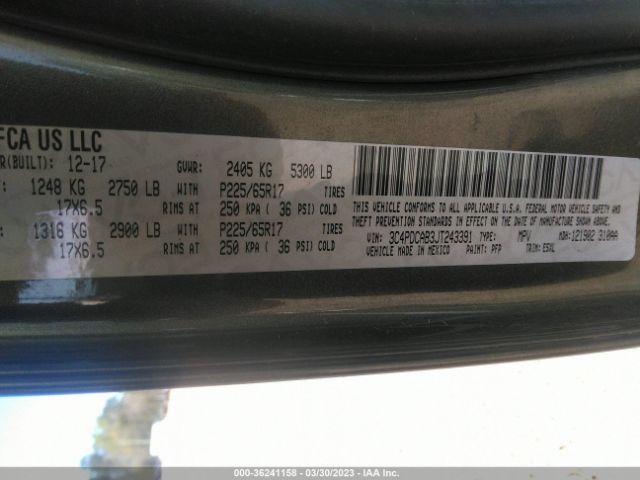 FCA US LLC
R(BUILT): 12-17 GVWR: 2405 KG 5300 LB
1248 KG 2750 LB WITH P225/65R17 TIRES
17X6.5 RIMS AT 250 KPA ( 36 PSI) COLD
1316 KG 2900 LB WITH P225/65R17 TIRES
17X6.5 RIMS AT 250 KPA ( 36 PSI) COLD
THIS VEHICLE CONFORMS TO ALL APPLICABLE U.S.A. FEDERAL MOTOR VEHICLE SAFETY AND
THEFT PREVENTION STANDARDS IN EFFECT ON THE DATE OF MANUFACTURE SHOWN ABOVE.
VIN: 3C4PDCAB3JT243391 TYPE: MPV MDH: 121902 310AA
VEHICLE MADE IN MEXICO PAINT: PFP TRIM: E5XL
000-36241158 - 03/30/2023 - IAA Inc.